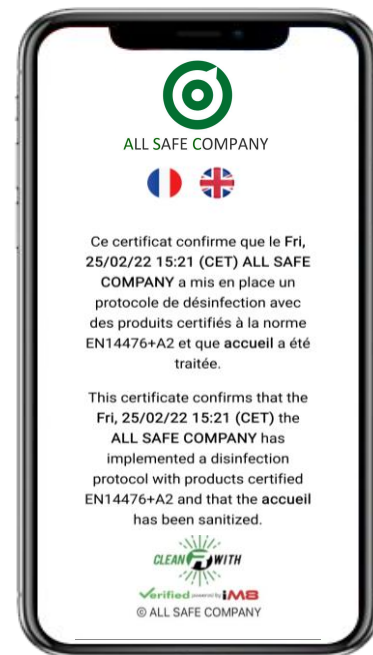 ALL SAFE COMPANY
Ce certificat confirme que le Fri,
25/02/22 15:21 (CET) ALL SAFE
COMPANY a mis en place un
protocole de désinfection avec
des produits certifiés à la norme
EN14476+A2 et que accueil a été
traitée.
This certificate confirms that the
Fri, 25/02/22 15:21 (CET) the
ALL SAFE COMPANY has
implemented a disinfection
protocol with products certified
EN14476+A2 and that the accueil
has been sanitized.
CLEAN WITH
Verified powered by iM8
© ALL SAFE COMPANY